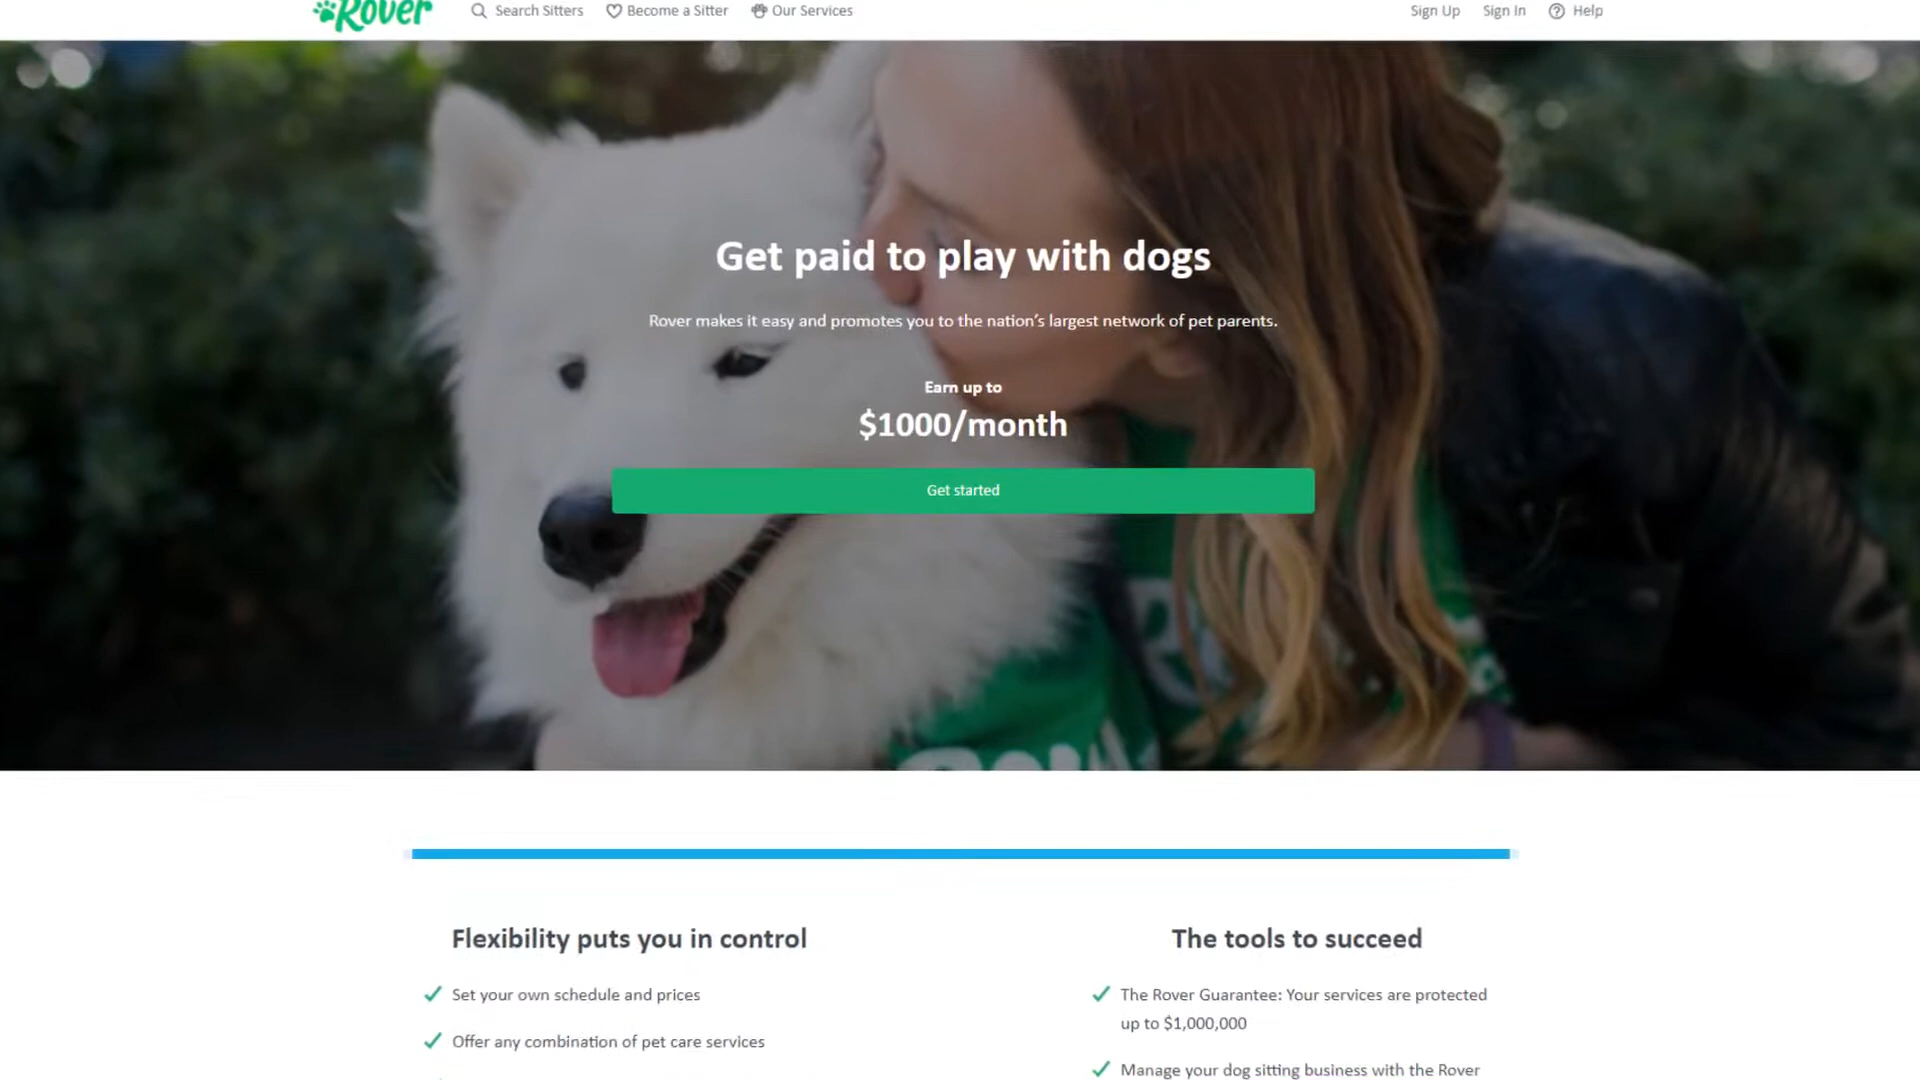 Rover Search Sitters Become a Sitter Our Services Sign Up Sign In Help
Get paid to play with dogs
Rover makes it easy and promotes you to the nation's largest network of pet parents.
Earn up to
$1000/month
Get started
Flexibility puts you in control
Set your own schedule and prices
Offer any combination of pet care services
The tools to succeed
The Rover Guarantee: Your services are protected
up to $1,000,000
Manage your dog sitting business with the Rover